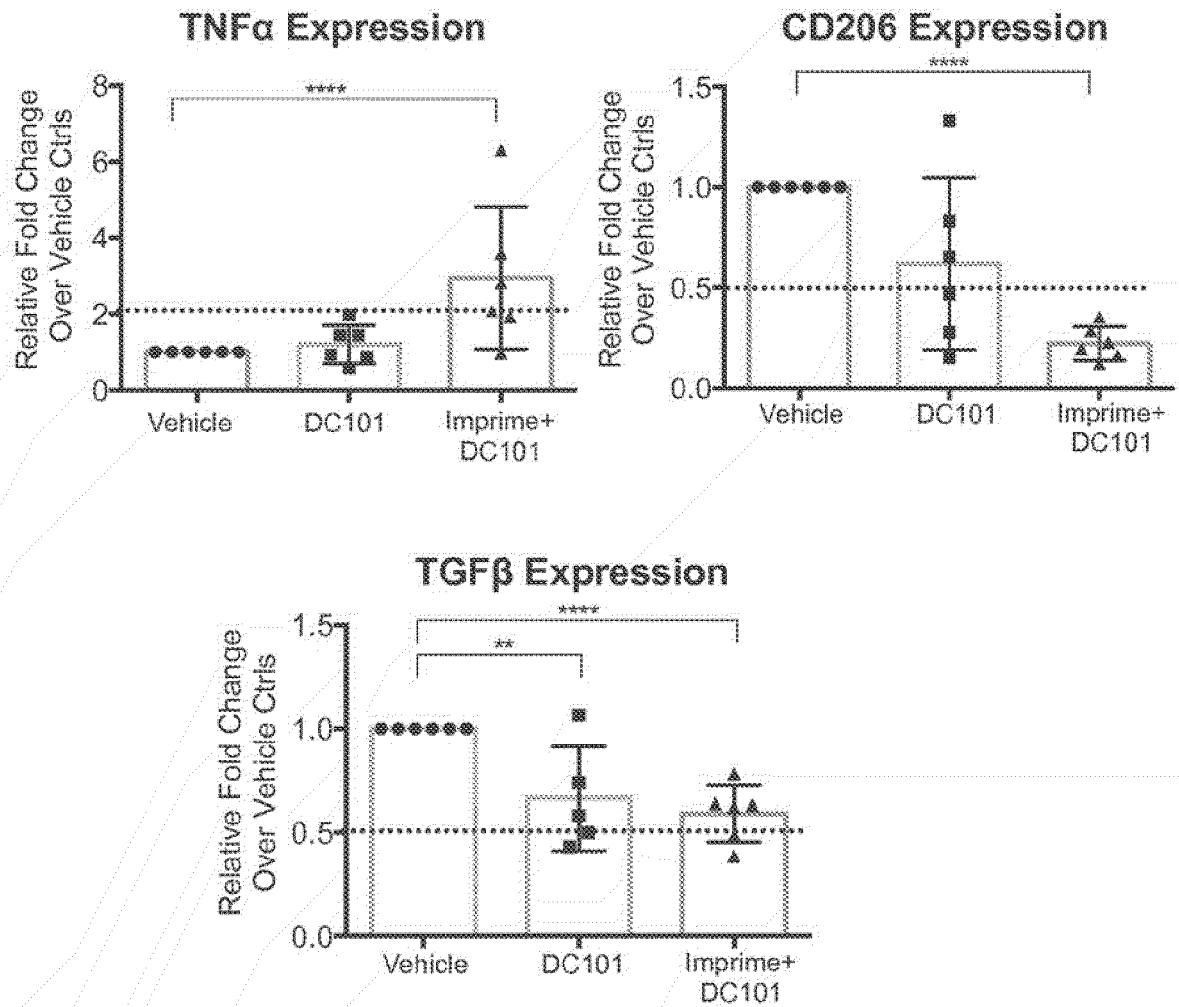 TNFα Expression
Relative Fold Change
Over Vehicle Ctrls
8
6
4
2
0
****
Vehicle
DC101
Imprime+
DC101
CD206 Expression
Relative Fold Change
Over Vehicle Ctrls
1.5
1.0
0.5
0.0
****
Vehicle
DC101
Imprime+
DC101
TGFβ Expression
Relative Fold Change
Over Vehicle Ctrls
1.5
1.0
0.5
0.0
****
**
Vehicle
DC101
Imprime+
DC101